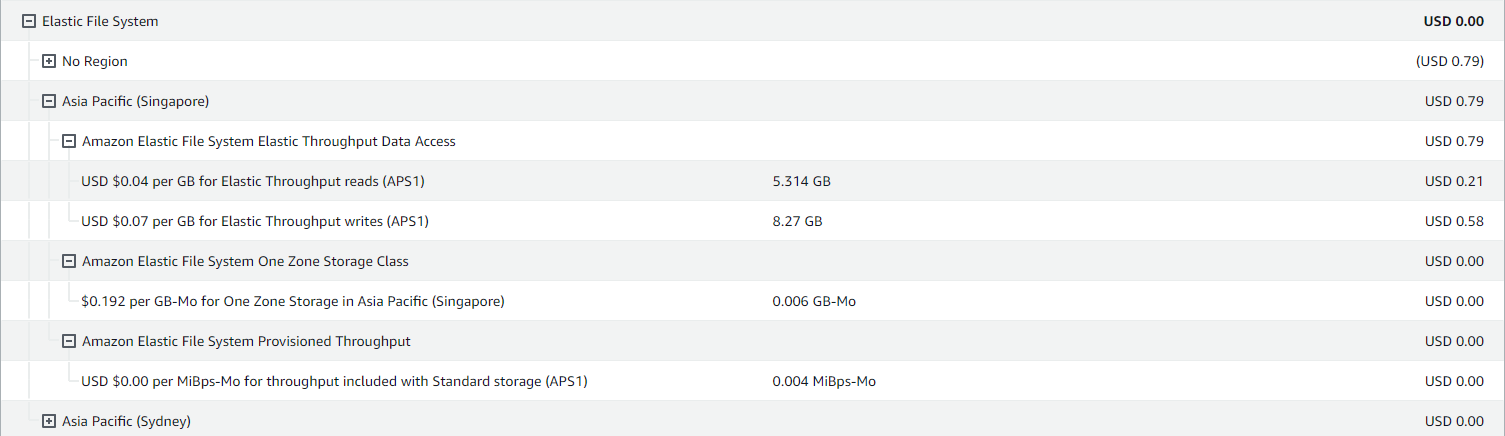 Elastic File System USD 0.00
No Region (USD 0.79)
Asia Pacific (Singapore) USD 0.79
Amazon Elastic File System Elastic Throughput Data Access USD 0.79
USD $0.04 per GB for Elastic Throughput reads (APS1) 5.314 GB USD 0.21
USD $0.07 per GB for Elastic Throughput writes (APS1) 8.27 GB USD 0.58
Amazon Elastic File System One Zone Storage Class USD 0.00
$0.192 per GB-Mo for One Zone Storage in Asia Pacific (Singapore) 0.006 GB-Mo USD 0.00
Amazon Elastic File System Provisioned Throughput USD 0.00
USD $0.00 per MiBps-Mo for throughput included with Standard storage (APS1) 0.004 MiBps-Mo USD 0.00
Asia Pacific (Sydney) USD 0.00